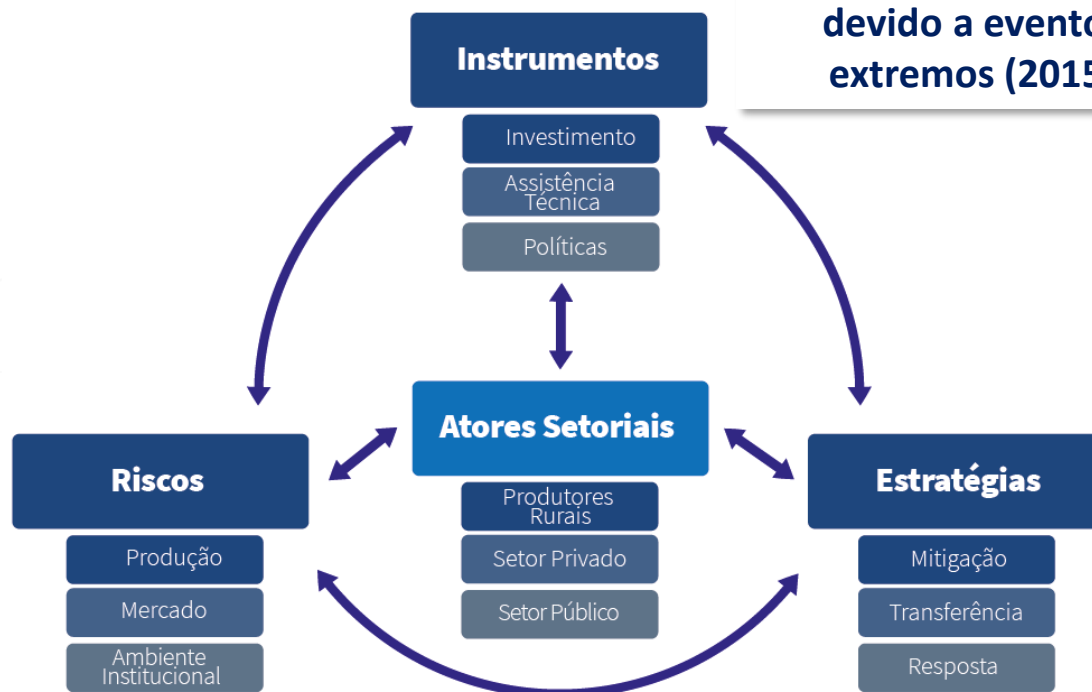 devido a evento
extremos (2015
Instrumentos
Investimento
Assistência
Técnica
Políticas
Atores Setoriais
Produtores
Rurais
Setor Privado
Setor Público
Riscos
Produção
Mercado
Ambiente
Institucional
Estratégias
Mitigação
Transferência
Resposta